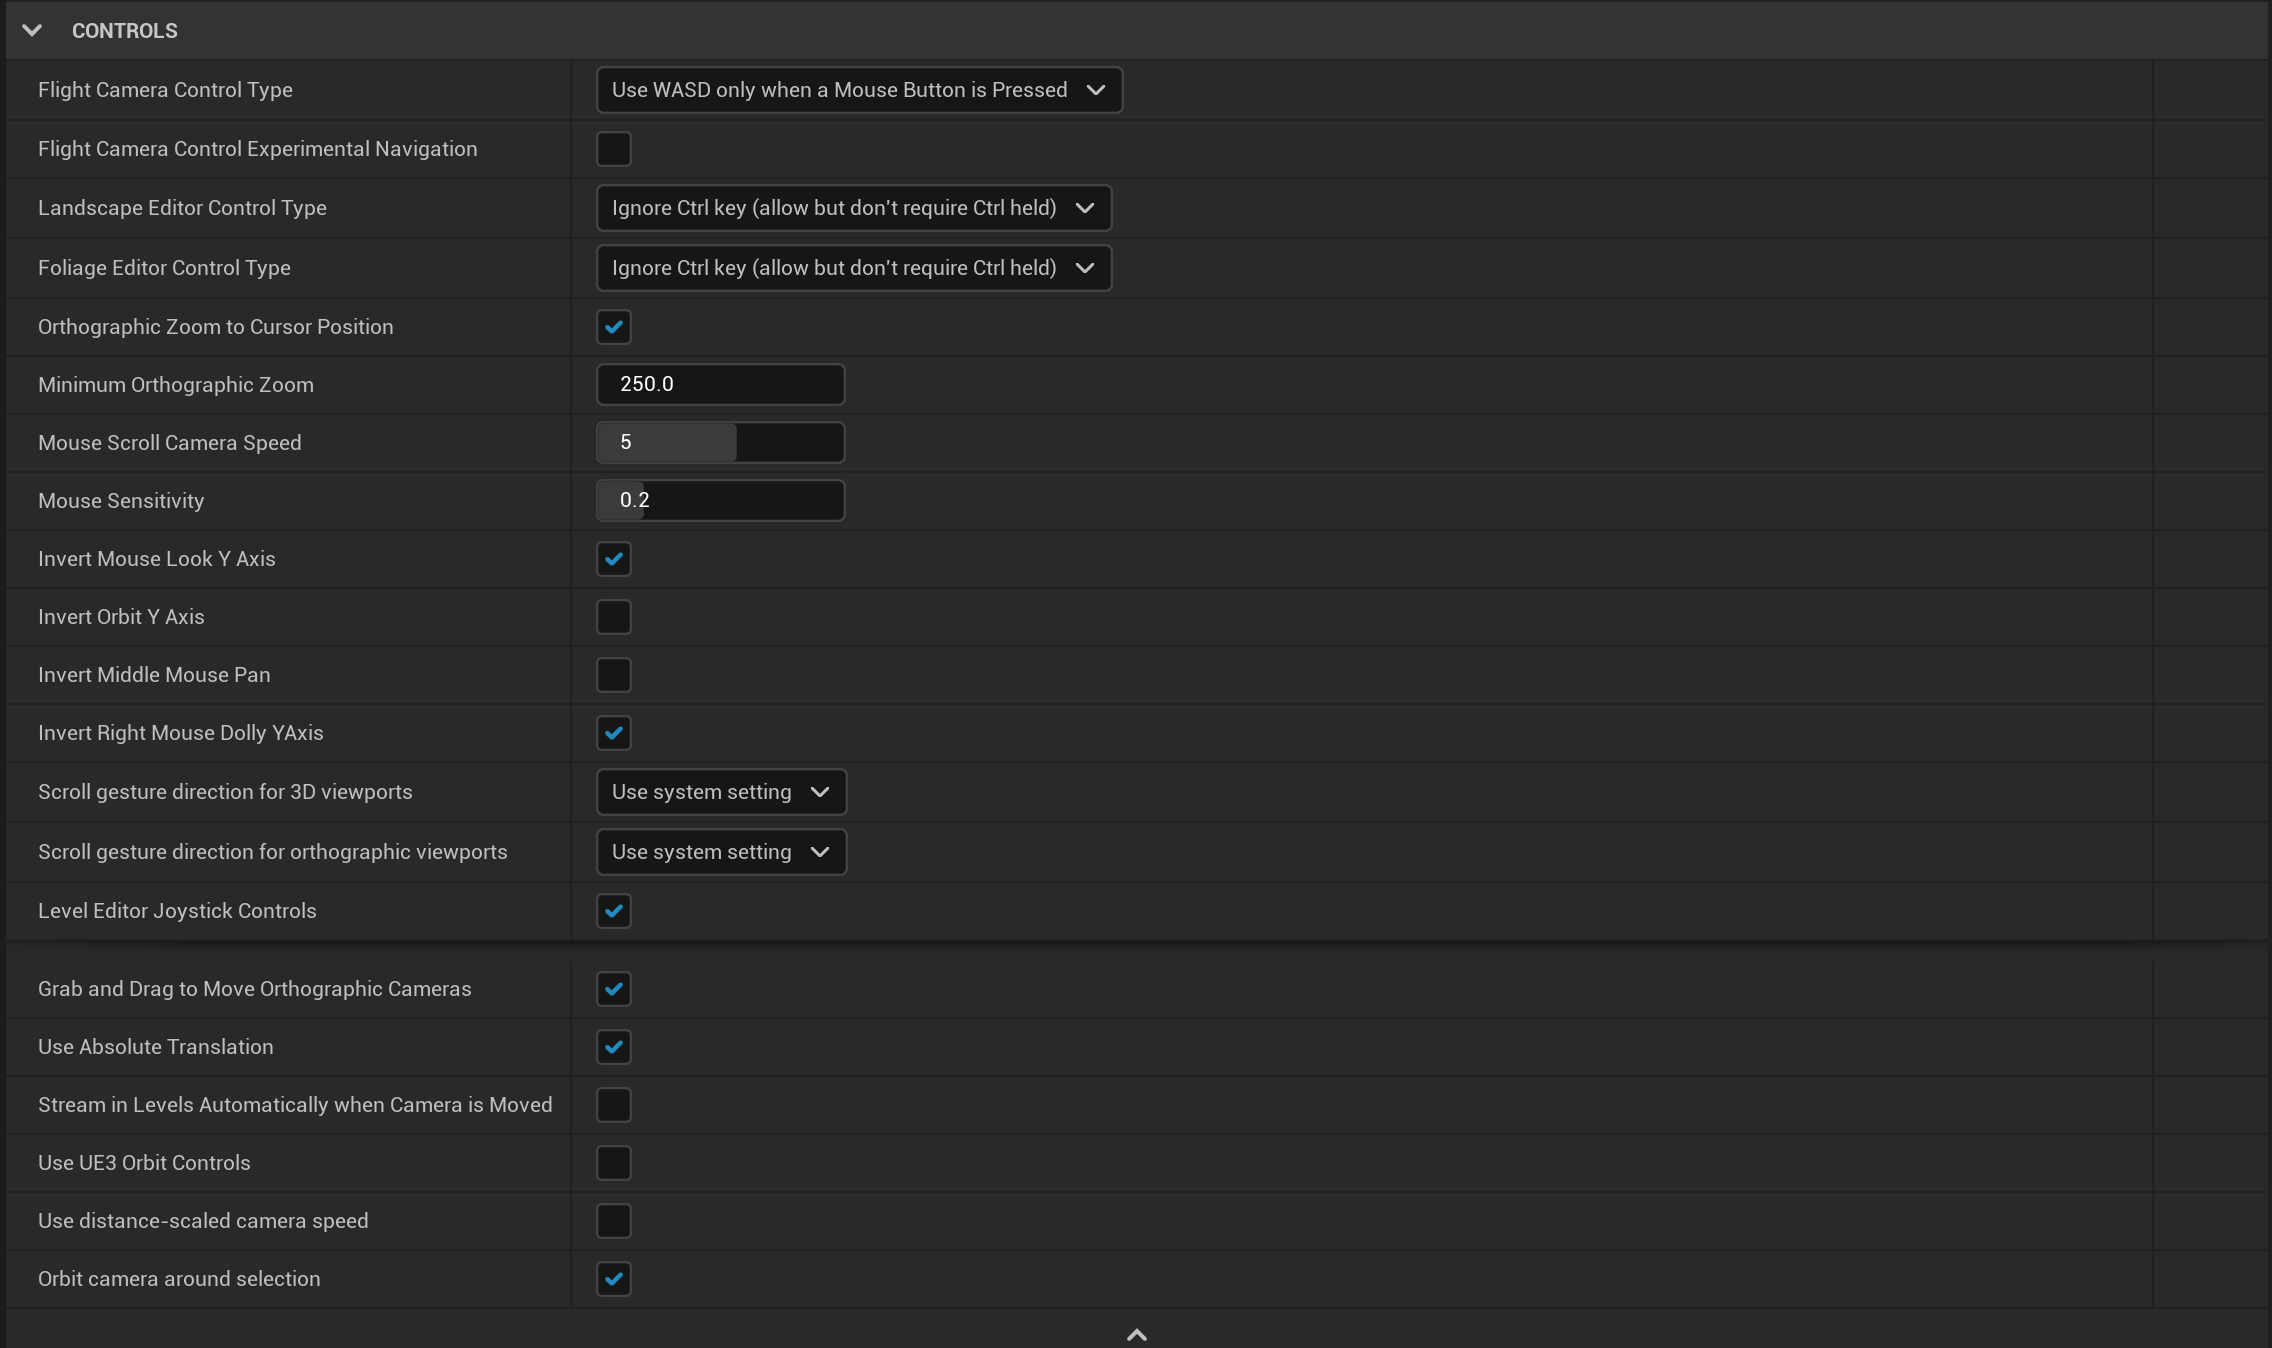 CONTROLS
Flight Camera Control Type
Use WASD only when a Mouse Button is Pressed
Flight Camera Control Experimental Navigation
Landscape Editor Control Type
Ignore Ctrl key (allow but don't require Ctrl held)
Foliage Editor Control Type
Ignore Ctrl key (allow but don't require Ctrl held)
Orthographic Zoom to Cursor Position
Minimum Orthographic Zoom
250.0
Mouse Scroll Camera Speed
5
Mouse Sensitivity
0.2
Invert Mouse Look Y Axis
Invert Orbit Y Axis
Invert Middle Mouse Pan
Invert Right Mouse Dolly YAxis
Scroll gesture direction for 3D viewports
Use system setting
Scroll gesture direction for orthographic viewports
Use system setting
Level Editor Joystick Controls
Grab and Drag to Move Orthographic Cameras
Use Absolute Translation
Stream in Levels Automatically when Camera is Moved
Use UE3 Orbit Controls
Use distance-scaled camera speed
Orbit camera around selection